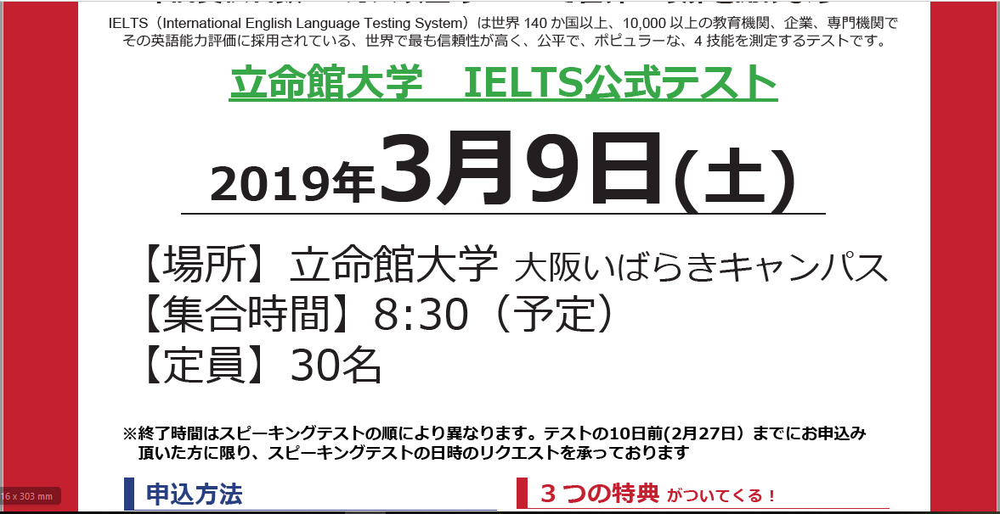 IELTS（International English Language Testing System）は世界 140 か国以上、10,000 以上の教育機関、企業、専門機関で
その英語能力評価に採用されている、世界で最も信頼性が高く、公平で、ポピュラーな、4 技能を測定するテストです。
立命館大学　IELTS公式テスト
2019年3月9日(土)
【場所】立命館大学 大阪いばらきキャンパス
【集合時間】8:30（予定）
【定員】30名
※終了時間はスピーキングテストの順により異なります。テストの10日前(2月27日）までにお申込み
頂いた方に限り、スピーキングテストの日時のリクエストを承っております
申込方法
３つの特典 がついてくる！
16 x 303 mm